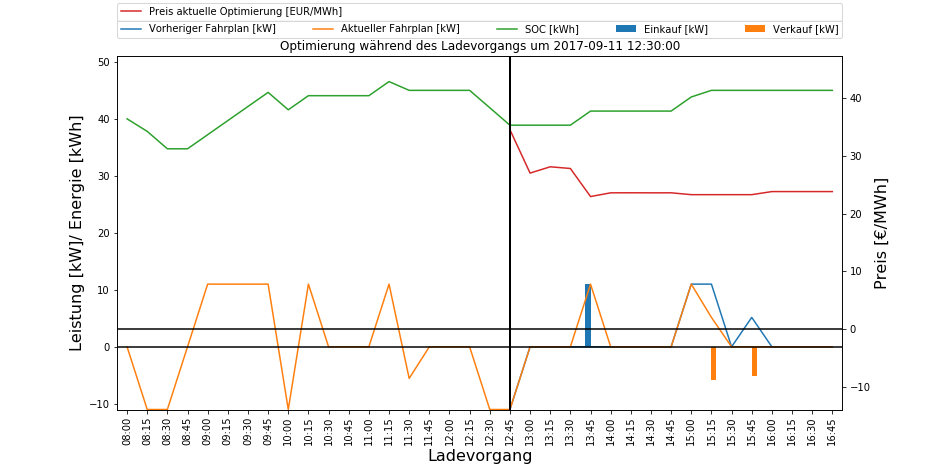 Preis aktuelle Optimierung [EUR/MWh]
Vorheriger Fahrplan [kW] Aktueller Fahrplan [kW] SOC [kWh] Einkauf [kW] Verkauf [kW]
Optimierung während des Ladevorgangs um 2017-09-11 12:30:00
Leistung [kW]/ Energie [kWh]
50
40
30
20
10
0
−10
40
30
20
10
0
−10
Preis [€/MWh]
08:00 08:15 08:30 08:45 09:00 09:15 09:30 09:45 10:00 10:15 10:30 10:45 11:00 11:15 11:30 11:45 12:00 12:15 12:30 12:45 13:00 13:15 13:30 13:45 14:00 14:15 14:30 14:45 15:00 15:15 15:30 15:45 16:00 16:15 16:30 16:45
Ladevorgang